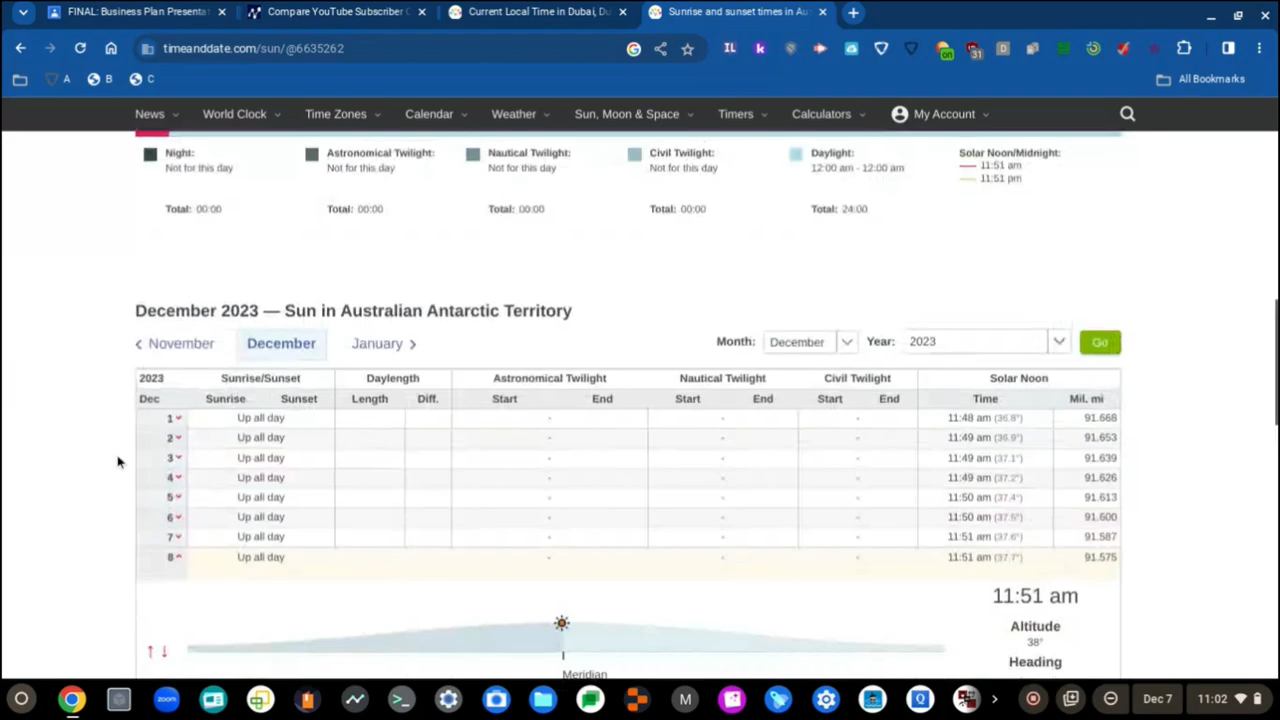 FINAL: Business Plan Presentat
Compare YouTube Subscriber C
Current Local Time in Dubai, Du
Sunrise and sunset times in Au
timeanddate.com/sun/@6635262
IL
k
on
31
D
A
B
C
All Bookmarks
News
World Clock
Time Zones
Calendar
Weather
Sun, Moon & Space
Timers
Calculators
My Account
Night:
Astronomical Twilight:
Nautical Twilight:
Civil Twilight:
Daylight:
Solar Noon/Midnight:
Not for this day
Not for this day
Not for this day
Not for this day
12:00 am - 12:00 am
11:51 am
11:51 pm
Total: 00:00
Total: 00:00
Total: 00:00
Total: 00:00
Total: 24:00
December 2023 — Sun in Australian Antarctic Territory
November
December
January
Month: December
Year: 2023
Go
2023 Sunrise/Sunset Daylength Astronomical Twilight Nautical Twilight Civil Twilight Solar Noon
Dec Sunrise Sunset Length Diff. Start End Start End Start End Time Mil. mi
1 Up all day - - - 11:48 am (36.8°) 91.668
2 Up all day - - - 11:49 am (36.9°) 91.653
3 Up all day - - - 11:49 am (37.1°) 91.639
4 Up all day - - - 11:49 am (37.2°) 91.626
5 Up all day - - - 11:50 am (37.4°) 91.613
6 Up all day - - - 11:50 am (37.5°) 91.600
7 Up all day - - - 11:51 am (37.6°) 91.587
8 Up all day - - - 11:51 am (37.7°) 91.575
11:51 am
Altitude
38°
Heading
Meridian
zoom
M
Q
Dec 7
11:02